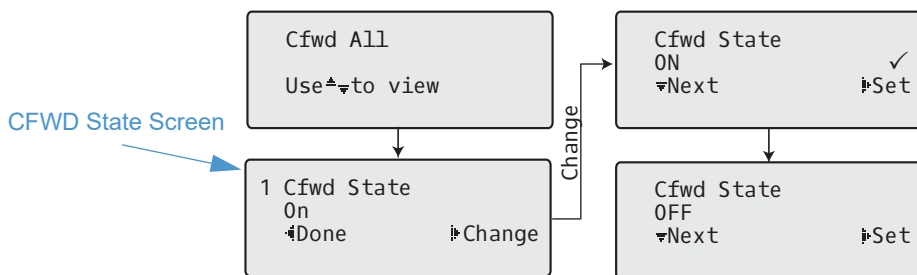 Cfwd All
Use to view
CFWD State Screen
1 Cfwd State
On
Done Change
Change
Cfwd State
ON ✓
Next Set
Cfwd State
OFF
Next Set